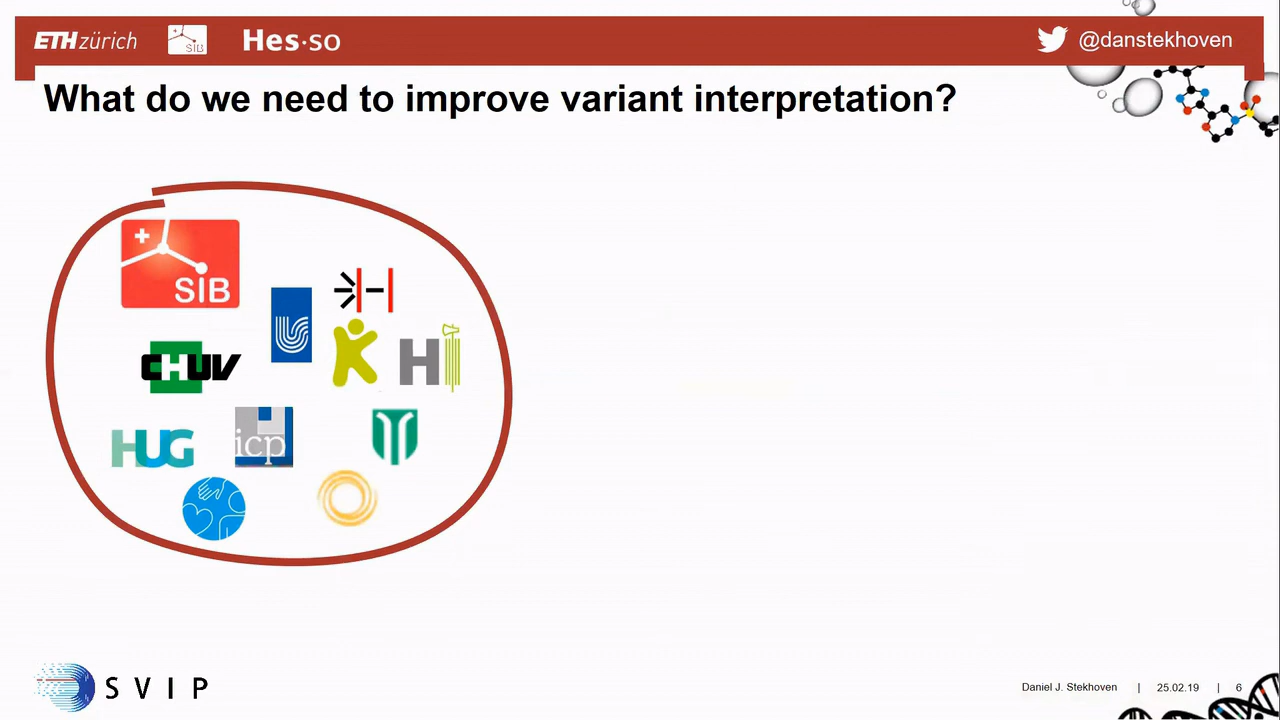 ETH zürich
SIB
Hes·so
@danstekhoven
What do we need to improve variant interpretation?
SIB
CHUV
K
HI
HUG
icp
SVIP
Daniel J. Stekhoven | 25.02.19 | 6